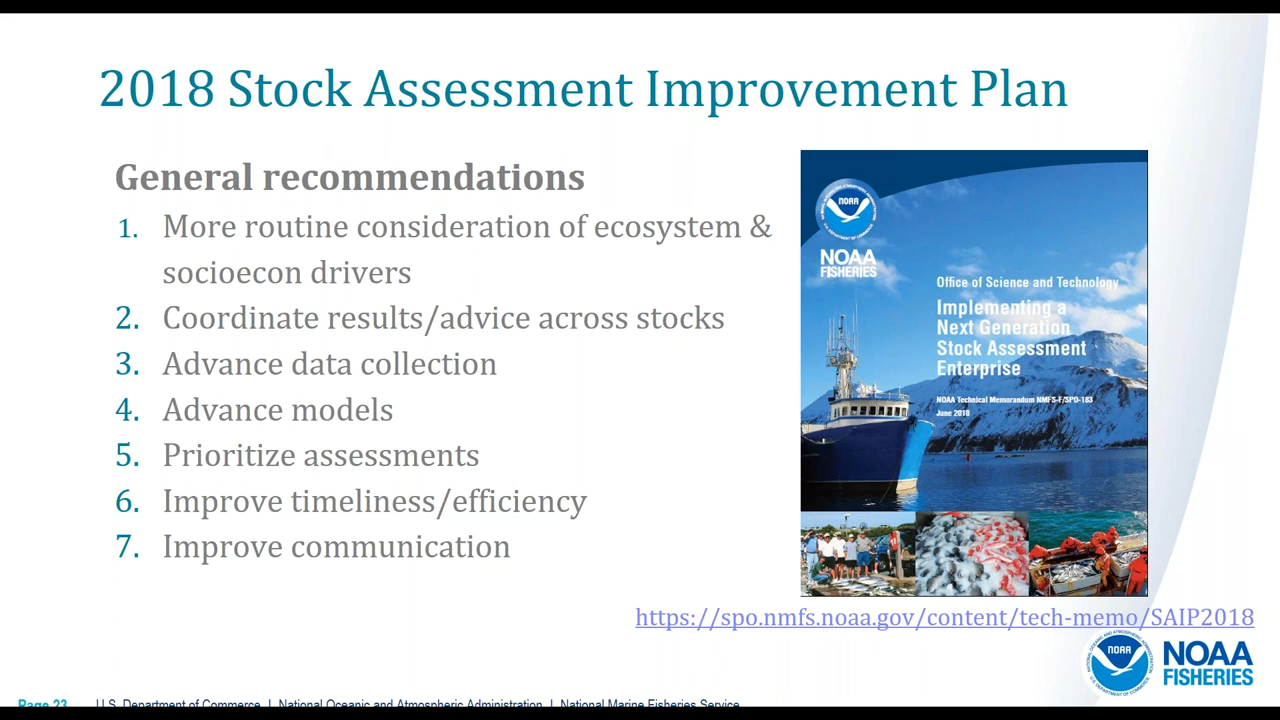 2018 Stock Assessment Improvement Plan
General recommendations
1. More routine consideration of ecosystem &
socioecon drivers
2. Coordinate results/advice across stocks
3. Advance data collection
4. Advance models
5. Prioritize assessments
6. Improve timeliness/efficiency
7. Improve communication
NOAA
NOAA
FISHERIES
Office of Science and Technology
Implementing a
Next Generation
Stock Assessment
Enterprise
NOAA Technical Memorandum NMFS-F/SPO-183
June 2018
https://spo.nmfs.noaa.gov/content/tech-memo/SAIP2018
NOAA
NOAA
FISHERIES
Page 23 U.S. Department of Commerce | National Oceanic and Atmospheric Administration | National Marine Fisheries Service